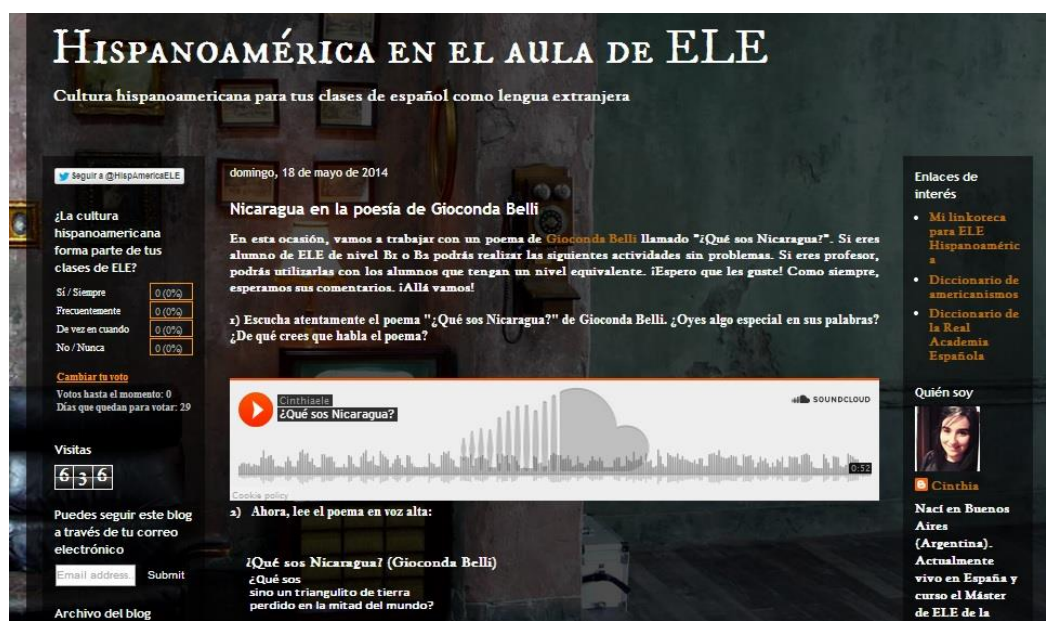 Hispanoamérica en el aula de ELE
Cultura hispanoamericana para tus clases de español como lengua extranjera
Seguir a @HispAmericaELE
¿La cultura
hispanoamericana
forma parte de tus
clases de ELE?
Sí / Siempre 0 (0%)
Frecuentemente 0 (0%)
De vez en cuando 0 (0%)
No / Nunca 0 (0%)
Cambiar tu voto
Votos hasta el momento: 0
Días que quedan para votar: 29
Visitas
636
Puedes seguir este blog
a través de tu correo
electrónico
Email address... Submit
Archivo del blog
domingo, 18 de mayo de 2014
Nicaragua en la poesía de Gioconda Belli
En esta ocasión, vamos a trabajar con un poema de Gioconda Belli llamado "¿Qué sos Nicaragua?". Si eres
alumno de ELE de nivel B1 o B2 podrás realizar las siguientes actividades sin problemas. Si eres profesor,
podrás utilizarlas con los alumnos que tengan un nivel equivalente. ¡Espero que les guste! Como siempre,
esperamos sus comentarios. ¡Allá vamos!
1) Escucha atentamente el poema "¿Qué sos Nicaragua?" de Gioconda Belli. ¿Oyes algo especial en sus palabras?
¿De qué crees que habla el poema?
Cinthiaele
¿Qué sos Nicaragua?
SOUNDCLOUD
0:52
Cookie policy
2) Ahora, lee el poema en voz alta:
¿Qué sos Nicaragua? (Gioconda Belli)
¿Qué sos
sino un triangulito de tierra
perdido en la mitad del mundo?
Enlaces de
interés
Mi linkoteca
para ELE
Hispanoaméric
a
Diccionario de
americanismos
Diccionario de
la Real
Academia
Española
Quién soy
Cinthia
Nací en Buenos
Aires
(Argentina).
Actualmente
vivo en España y
curso el Máster
de ELE de la